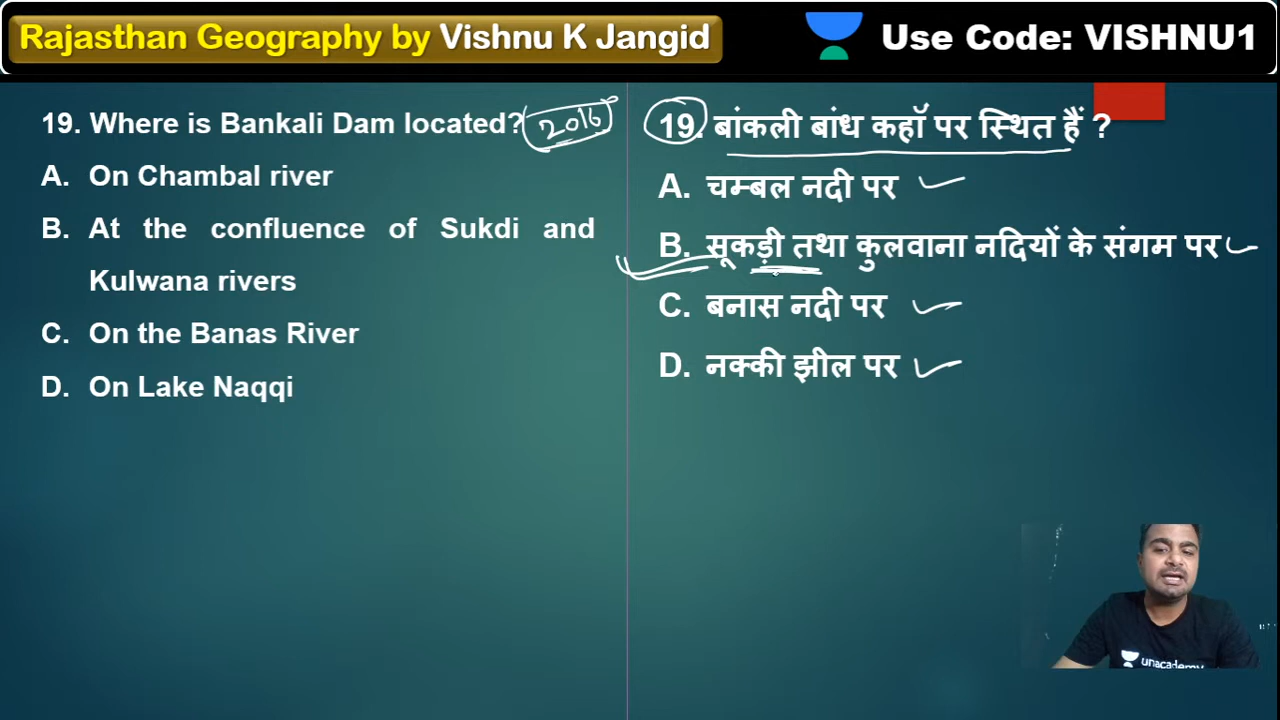 Rajasthan Geography by Vishnu K Jangid
Use Code: VISHNU1
19. Where is Bankali Dam located?
2016
A. On Chambal river
B. At the confluence of Sukdi and
Kulwana rivers
C. On the Banas River
D. On Lake Naqqi
19. बांकली बांध कहॉ पर स्थित हैं ?
A. चम्बल नदी पर
B. सूकड़ी तथा कुलवाना नदियों के संगम पर
C. बनास नदी पर
D. नक्की झील पर
unacademy